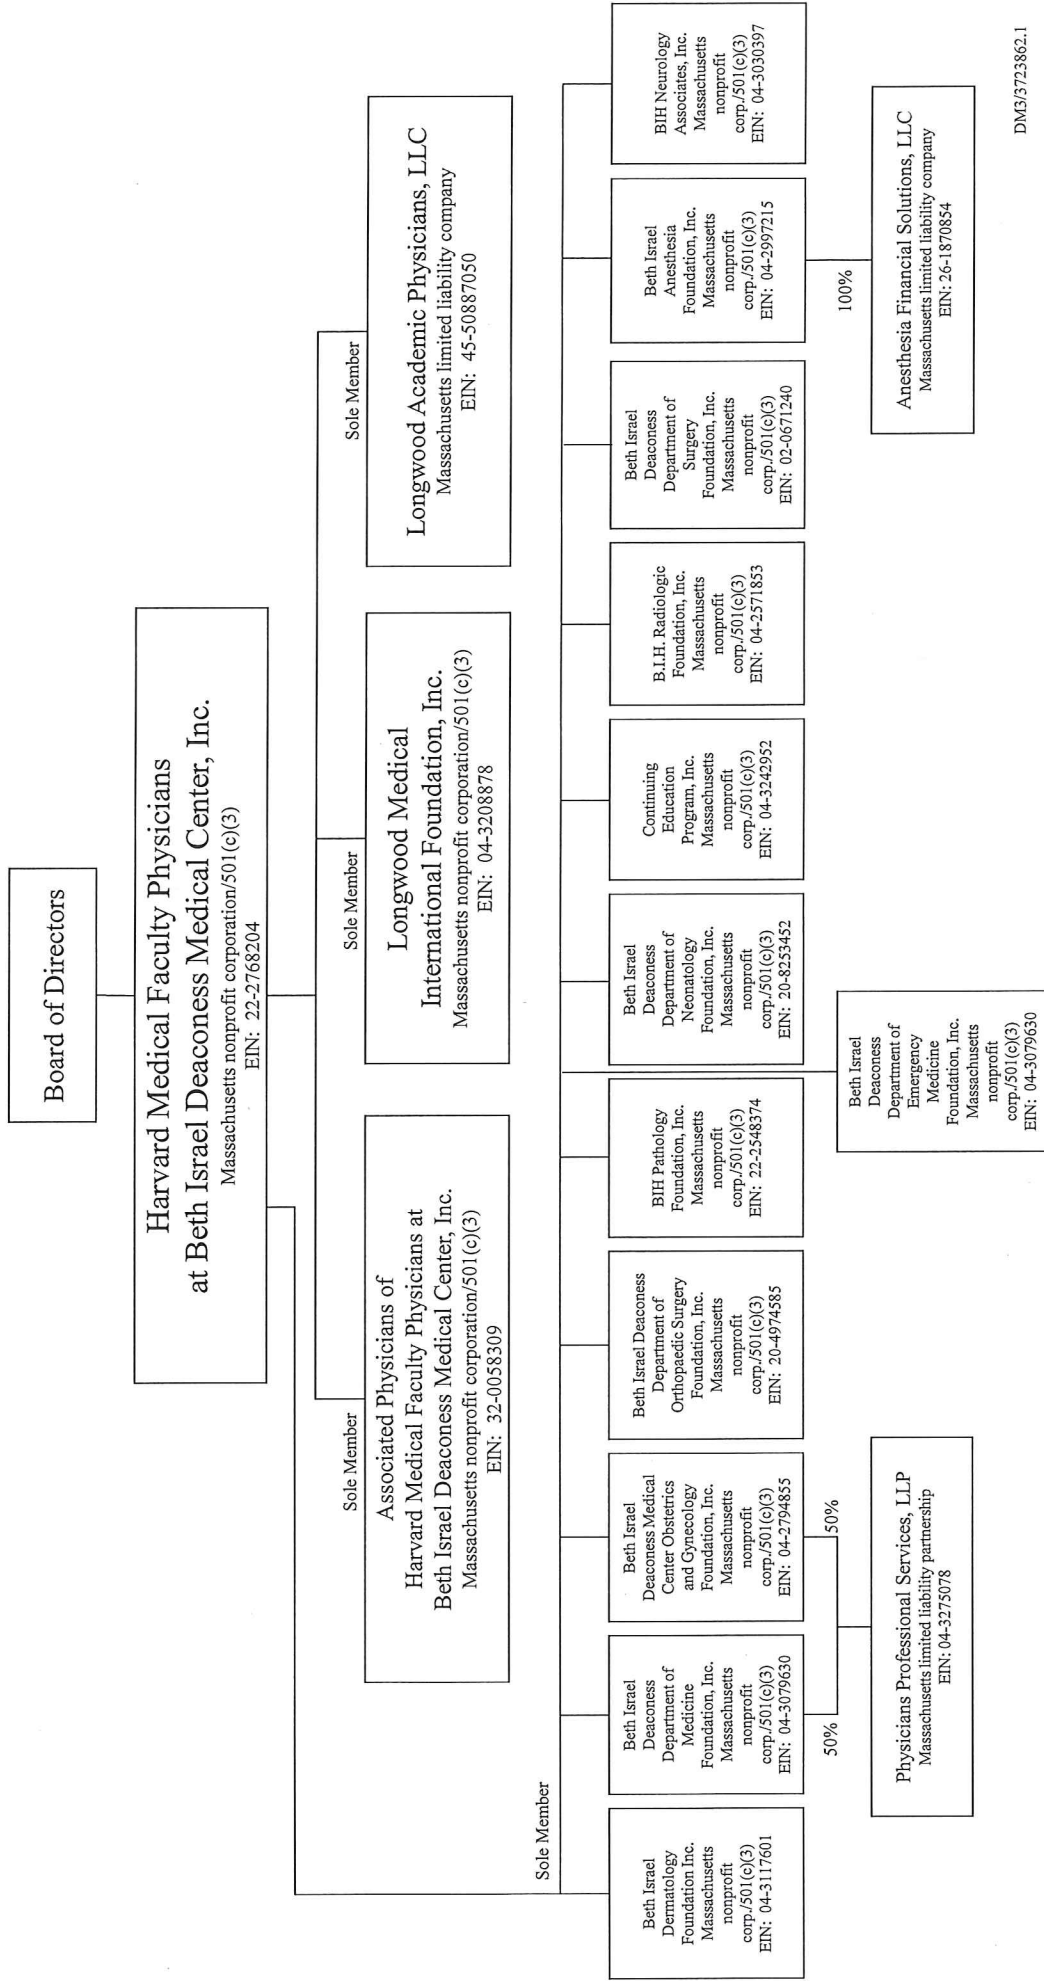 Board of Directors
Harvard Medical Faculty Physicians
at Beth Israel Deaconess Medical Center, Inc.
Massachusetts nonprofit corporation/501(c)(3)
EIN: 22-2768204
Sole Member
Associated Physicians of
Harvard Medical Faculty Physicians at
Beth Israel Deaconess Medical Center, Inc.
Massachusetts nonprofit corporation/501(c)(3)
EIN: 32-0058309
Sole Member
Longwood Medical
International Foundation, Inc.
Massachusetts nonprofit corporation/501(c)(3)
EIN: 04-3208878
Sole Member
Longwood Academic Physicians, LLC
Massachusetts limited liability company
EIN: 45-50887050
Sole Member
Beth Israel
Dermatology
Foundation Inc.
Massachusetts
nonprofit
corp./501(c)(3)
EIN: 04-3117601
Beth Israel
Deaconess
Department of
Medicine
Foundation, Inc.
Massachusetts
nonprofit
corp./501(c)(3)
EIN: 04-3079630
Beth Israel
Deaconess Medical
Center Obstetrics
and Gynecology
Foundation, Inc.
Massachusetts
nonprofit
corp./501(c)(3)
EIN: 04-2794855
Beth Israel Deaconess
Department of
Orthopaedic Surgery
Foundation, Inc.
Massachusetts
nonprofit
corp./501(c)(3)
EIN: 20-4974585
BIH Pathology
Foundation, Inc.
Massachusetts
nonprofit
corp./501(c)(3)
EIN: 22-2548374
Beth Israel
Deaconess
Department of
Neonatology
Foundation, Inc.
Massachusetts
nonprofit
corp./501(c)(3)
EIN: 20-8253452
Continuing
Education
Program, Inc.
Massachusetts
nonprofit
corp./501(c)(3)
EIN: 04-3242952
B.I.H. Radiologic
Foundation, Inc.
Massachusetts
nonprofit
corp./501(c)(3)
EIN: 04-2571853
Beth Israel
Deaconess
Department of
Surgery
Foundation, Inc.
Massachusetts
nonprofit
corp./501(c)(3)
EIN: 02-0671240
Beth Israel
Anesthesia
Foundation, Inc.
Massachusetts
nonprofit
corp./501(c)(3)
EIN: 04-2997215
BIH Neurology
Associates, Inc.
Massachusetts
nonprofit
corp./501(c)(3)
EIN: 04-3030397
50%
50%
100%
Physicians Professional Services, LLP
Massachusetts limited liability partnership
EIN: 04-3275078
Beth Israel
Deaconess
Department of
Emergency
Medicine
Foundation, Inc.
Massachusetts
nonprofit
corp./501(c)(3)
EIN: 04-3079630
Anesthesia Financial Solutions, LLC
Massachusetts limited liability company
EIN: 26-1870854
DM3/3723862.1